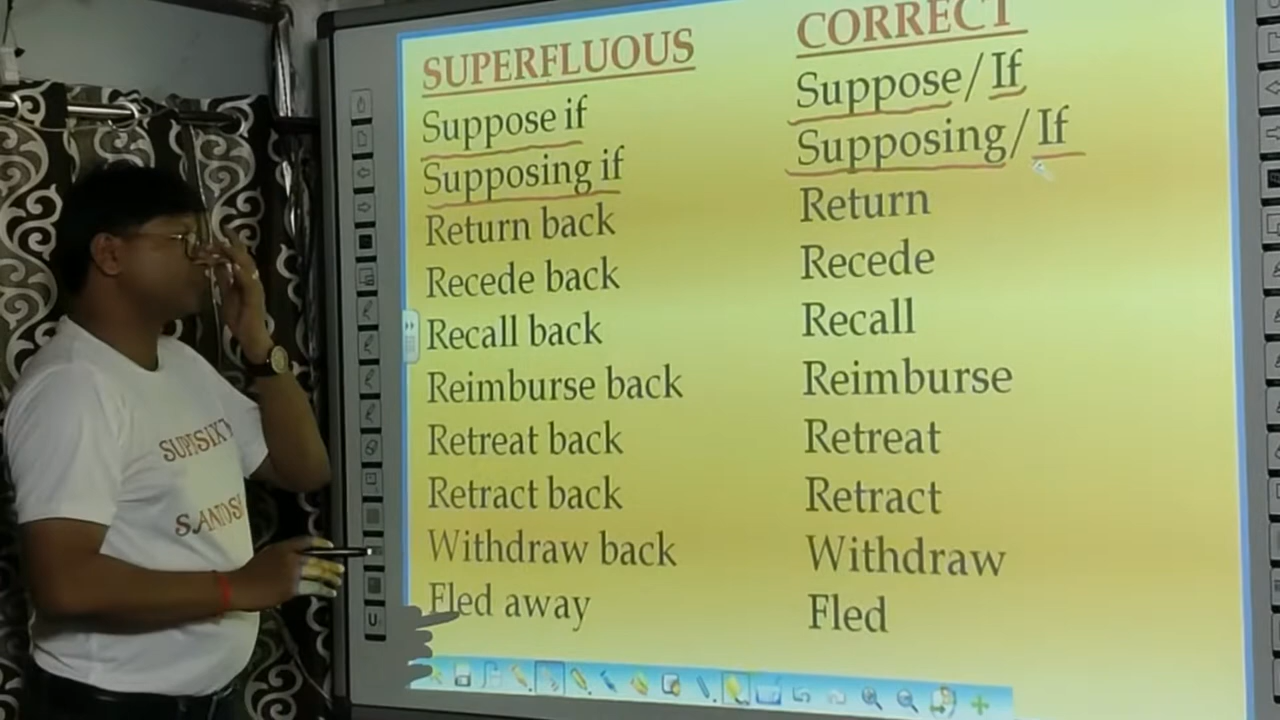 SUPERFLUOUS CORRECT
Suppose if Suppose/If
Supposing if Supposing/If
Return back Return
Recede back Recede
Recall back Recall
Reimburse back Reimburse
Retreat back Retreat
Retract back Retract
Withdraw back Withdraw
Fled away Fled